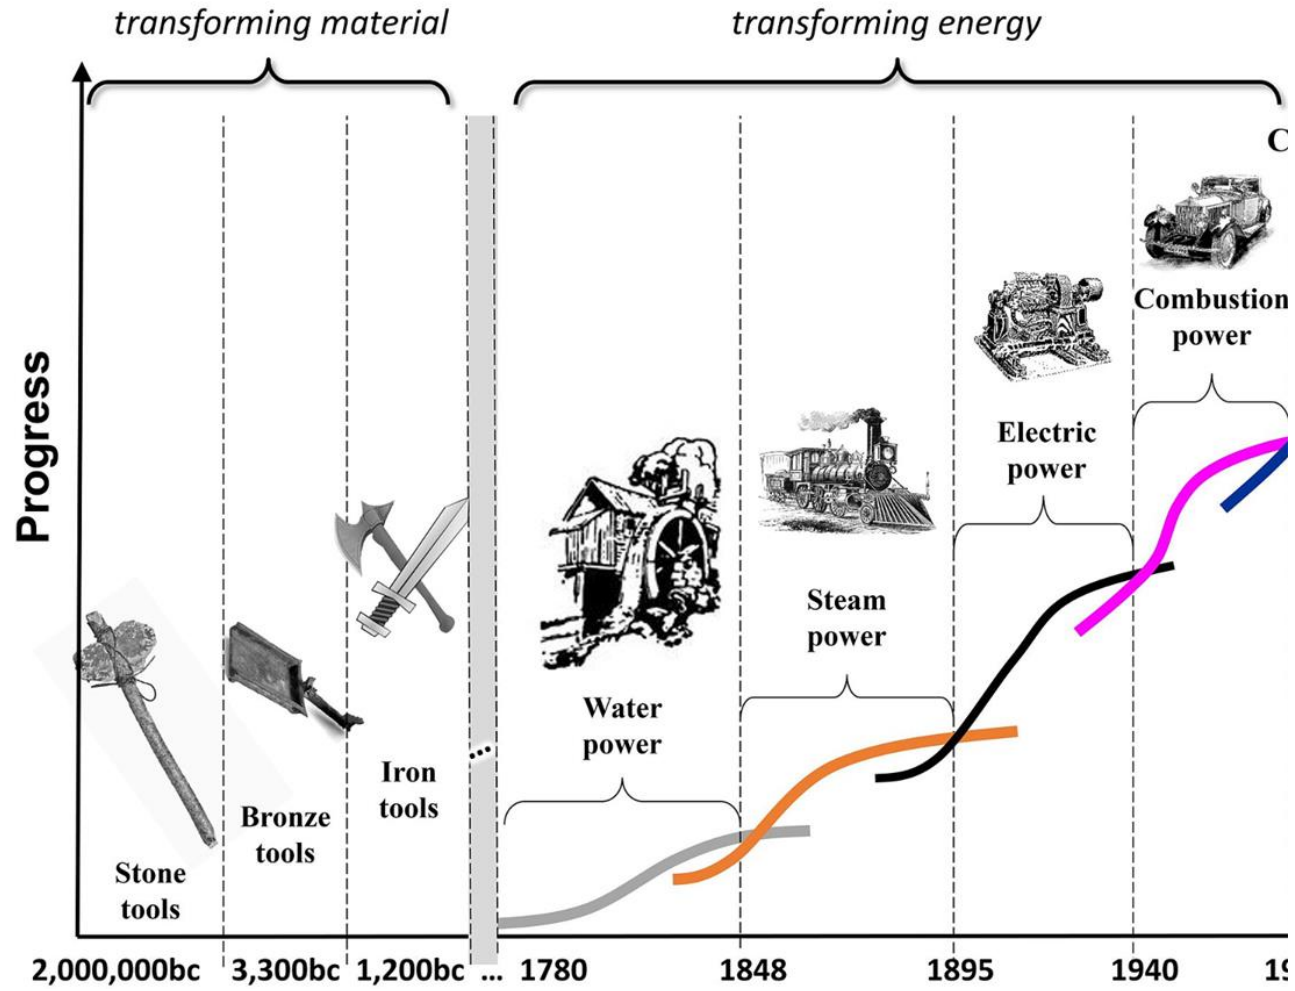 transforming material
transforming energy
Progress
Stone
tools
Bronze
tools
Iron
tools
...
Water
power
Steam
power
Electric
power
Combustion
power
C
2,000,000bc
3,300bc
1,200bc
...
1780
1848
1895
1940